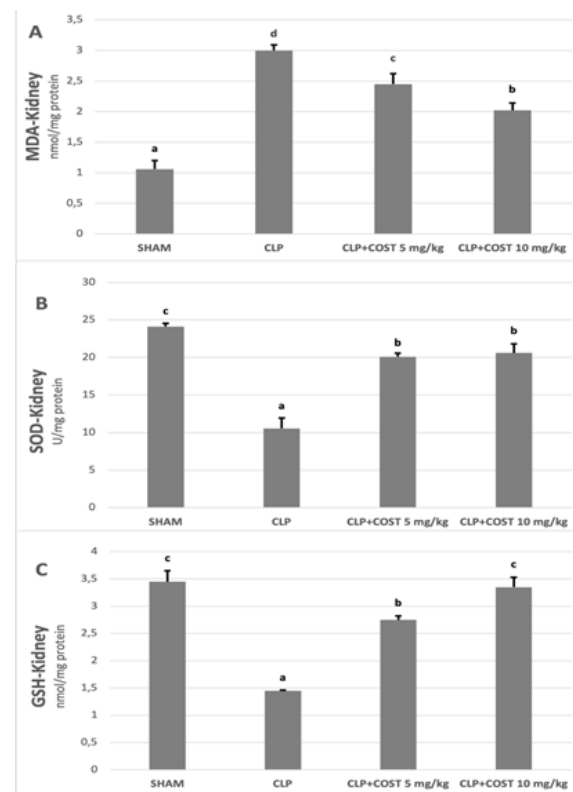 A
MDA-Kidney
nmol/mg protein
3,5
3
2,5
2
1,5
1
0,5
0
a
d
c
b
SHAM CLP CLP+COST 5 mg/kg CLP+COST 10 mg/kg
B
SOD-Kidney
U/mg protein
30
25
20
15
10
5
0
c
a
b
b
SHAM CLP CLP+COST 5 mg/kg CLP+COST 10 mg/kg
C
GSH-Kidney
nmol/mg protein
4
3,5
3
2,5
2
1,5
1
0,5
0
c
a
b
c
SHAM CLP CLP+COST 5 mg/kg CLP+COST 10 mg/kg